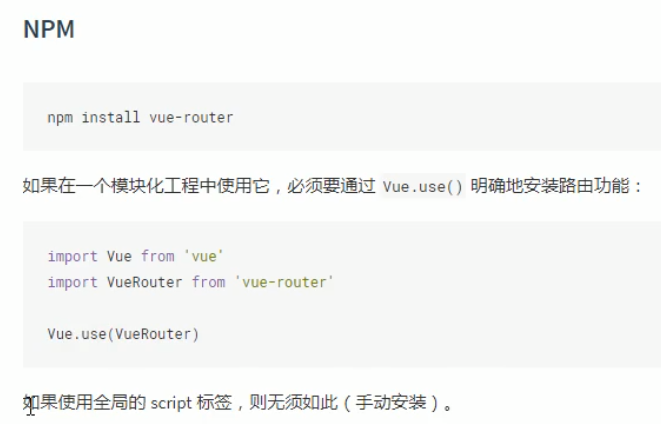 NPM
npm install vue-router
如果在一个模块化工程中使用它，必须要通过 Vue.use() 明确地安装路由功能：
import Vue from 'vue'
import VueRouter from 'vue-router'
Vue.use(VueRouter)
如果使用全局的 script 标签，则无须如此（手动安装）。